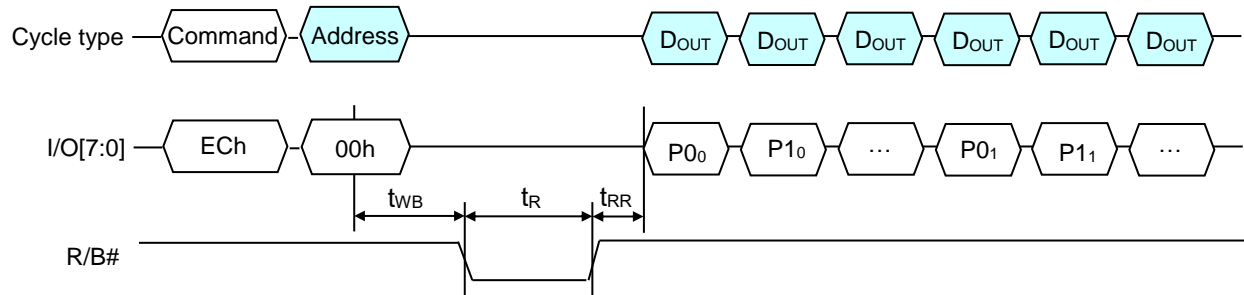 Cycle type Command Address DOUT DOUT DOUT DOUT DOUT DOUT
I/O[7:0] ECh 00h P00 P10 ... P01 P11 ...
tWB tR tRR
R/B#